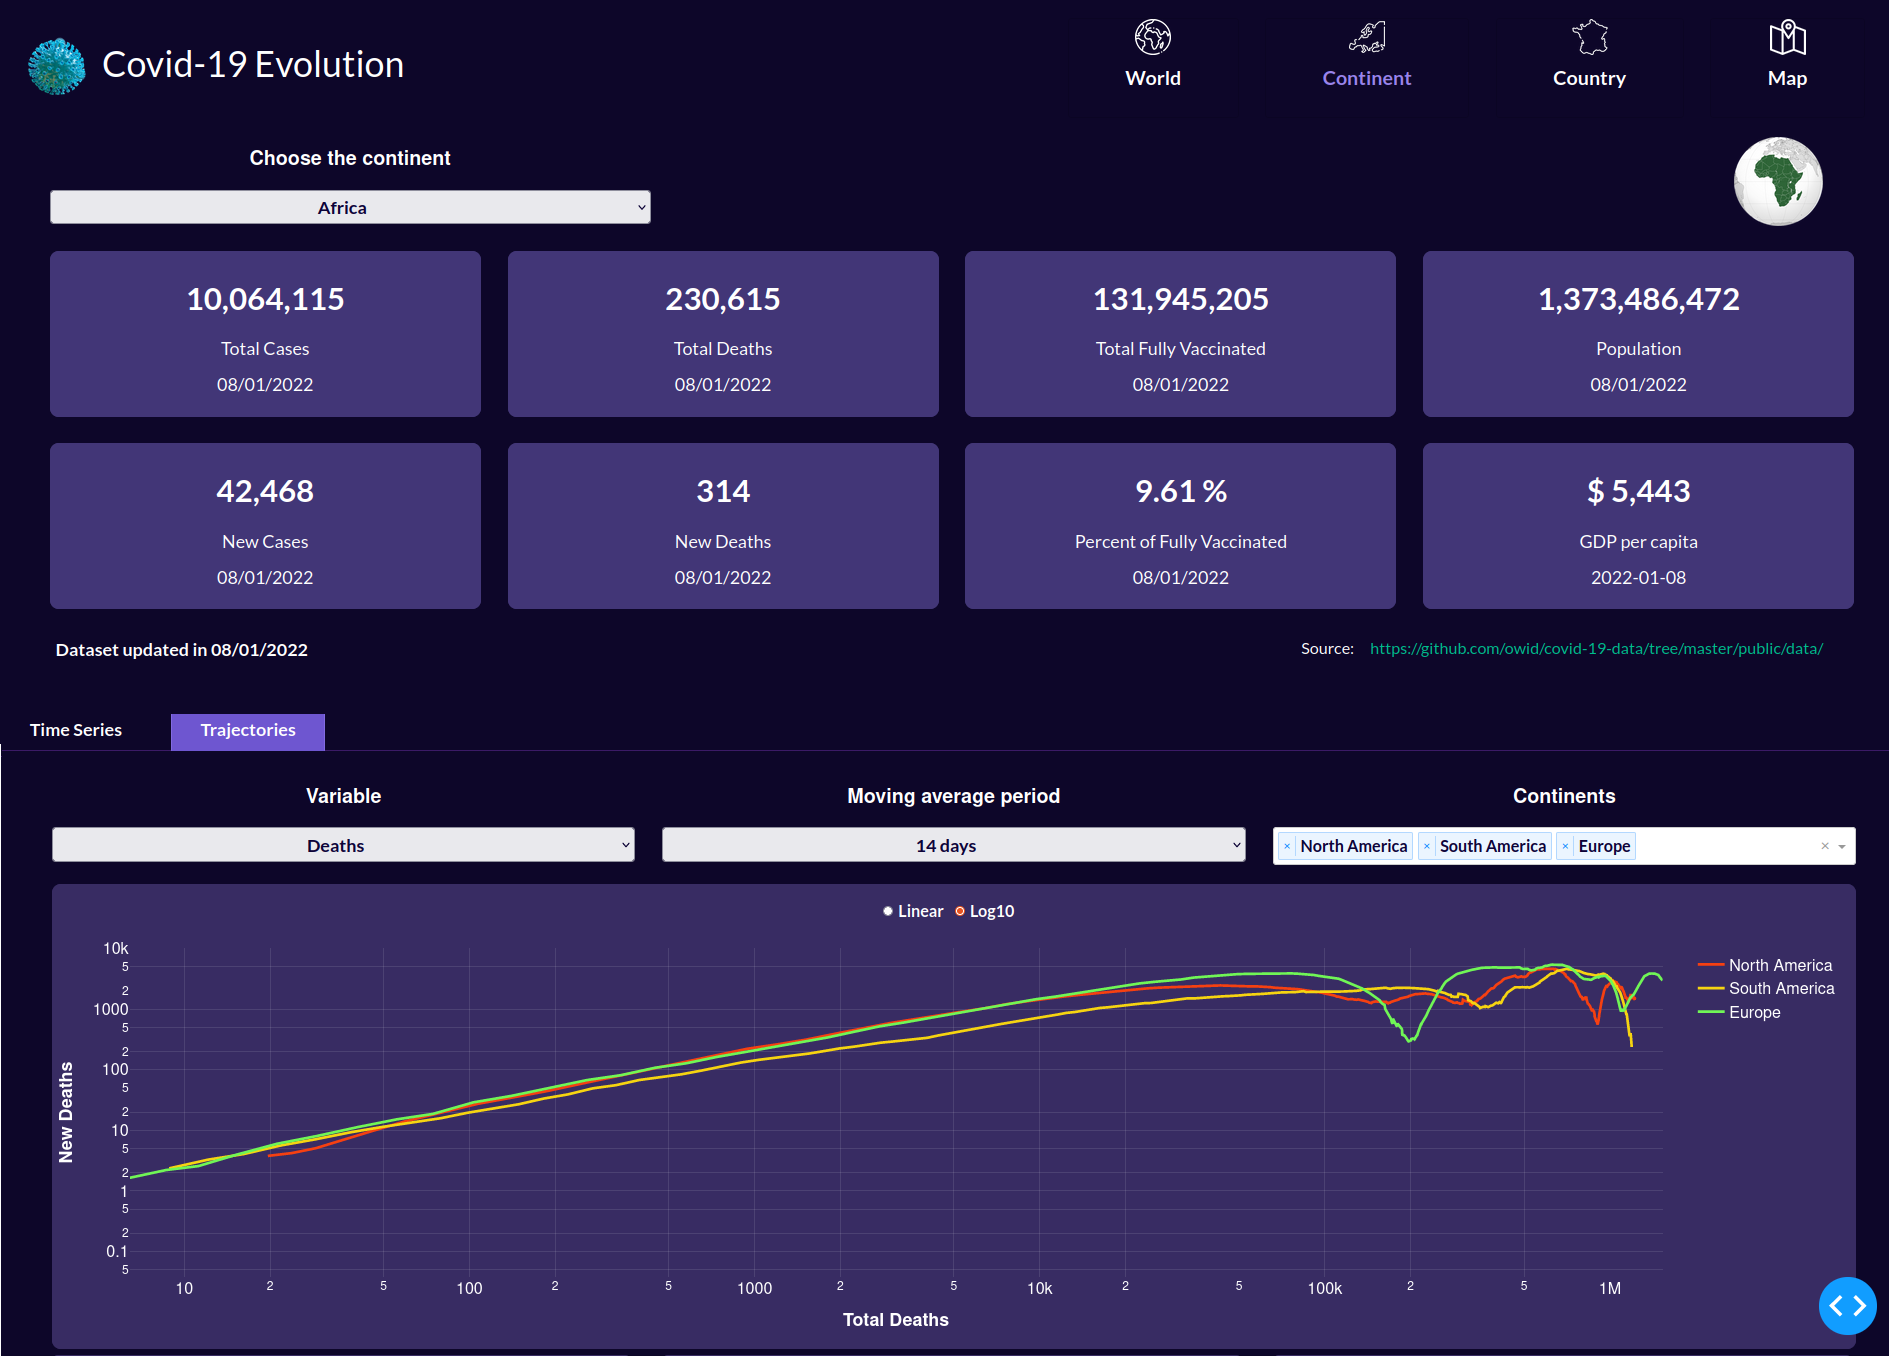 Covid-19 Evolution
World
Continent
Country
Map
Choose the continent
Africa
10,064,115
Total Cases
08/01/2022
230,615
Total Deaths
08/01/2022
131,945,205
Total Fully Vaccinated
08/01/2022
1,373,486,472
Population
08/01/2022
42,468
New Cases
08/01/2022
314
New Deaths
08/01/2022
9.61 %
Percent of Fully Vaccinated
08/01/2022
$ 5,443
GDP per capita
2022-01-08
Dataset updated in 08/01/2022
Source: https://github.com/owid/covid-19-data/tree/master/public/data/
Time Series
Trajectories
Variable
Deaths
Moving average period
14 days
Continents
× North America × South America × Europe ×
Linear Log10
10k
5
2
1000
5
2
100
5
2
10
5
2
1
5
2
0.1
5
New Deaths
10 2 5 100 2 5 1000 2 5 10k 2 5 100k 2 5 1M
Total Deaths
North America
South America
Europe